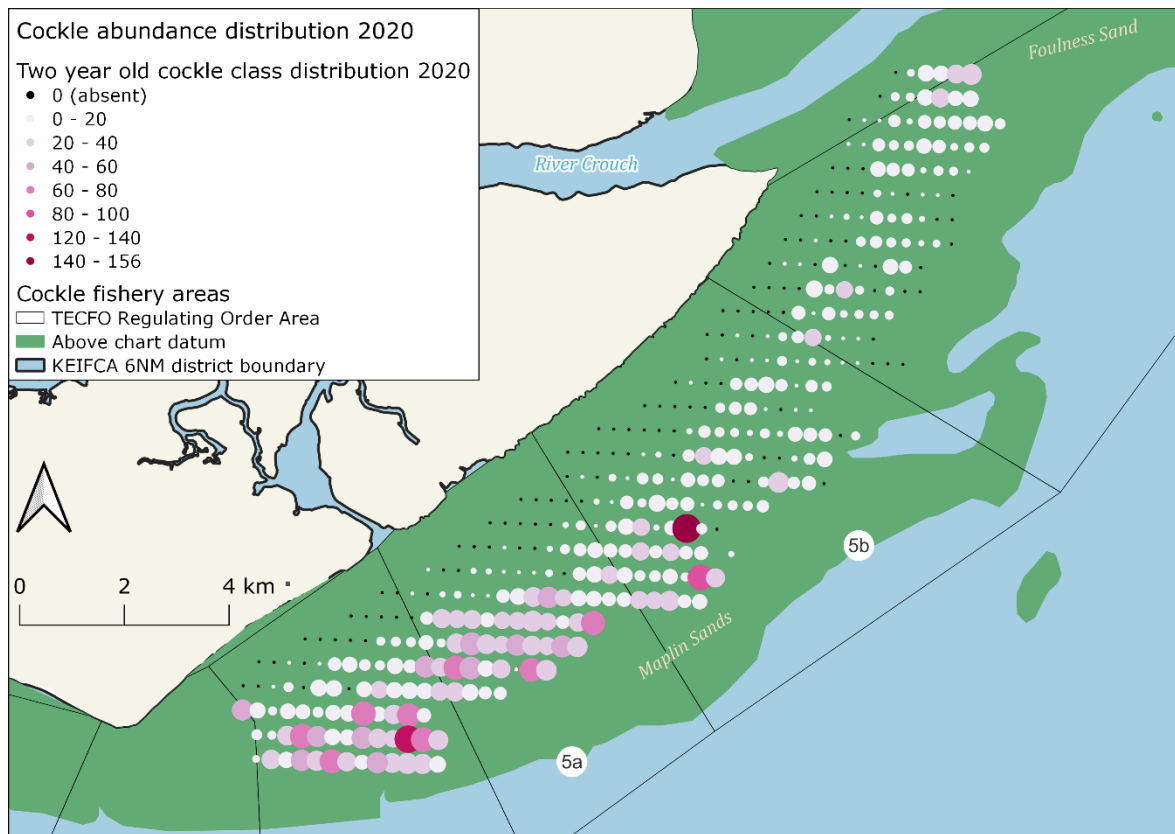 Cockle abundance distribution 2020
Two year old cockle class distribution 2020
0 (absent)
0 - 20
20 - 40
40 - 60
60 - 80
80 - 100
120 - 140
140 - 156
Cockle fishery areas
TECFO Regulating Order Area
Above chart datum
KEIFCA 6NM district boundary
Foulness Sand
River Crouch
0 2 4 km
5b
Maplin Sands
5a